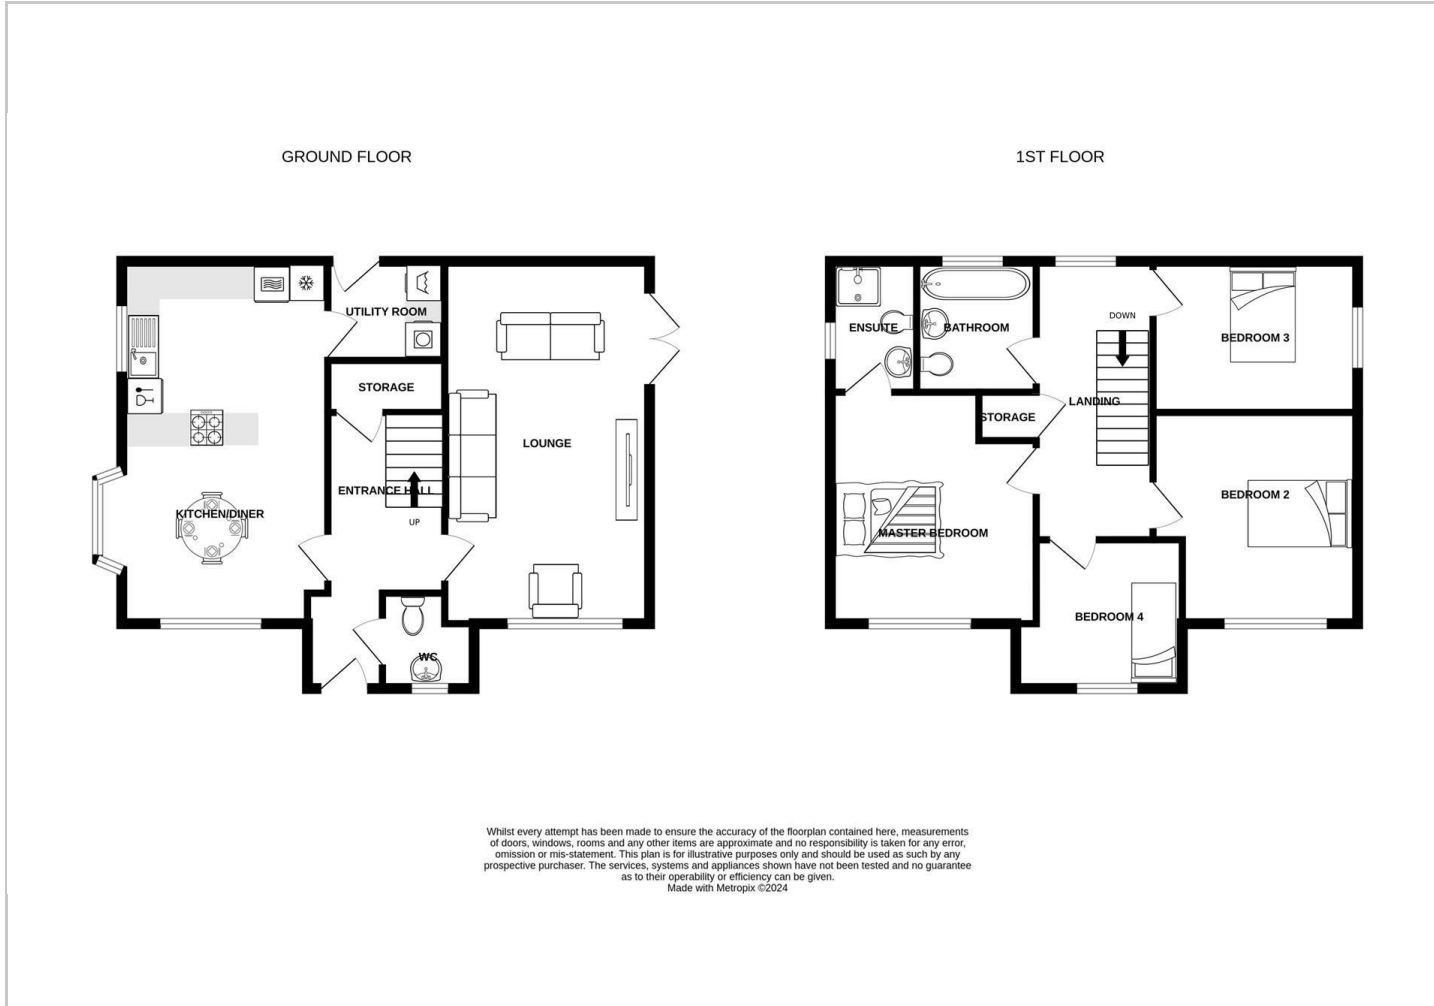 GROUND FLOOR
1ST FLOOR
UTILITY ROOM
STORAGE
LOUNGE
ENTRANCE HALL
KITCHEN/DINER
UP
WC
DOWN
ENSUITE
BATHROOM
BEDROOM 3
LANDING
STORAGE
BEDROOM 2
MASTER BEDROOM
BEDROOM 4
Whilst every attempt has been made to ensure the accuracy of the floorplan contained here, measurements
of doors, windows, rooms and any other items are approximate and no responsibility is taken for any error,
omission or mis-statement. This plan is for illustrative purposes only and should be used as such by any
prospective purchaser. The services, systems and appliances shown have not been tested and no guarantee
as to their operability or efficiency can be given.
Made with Metropix ©2024